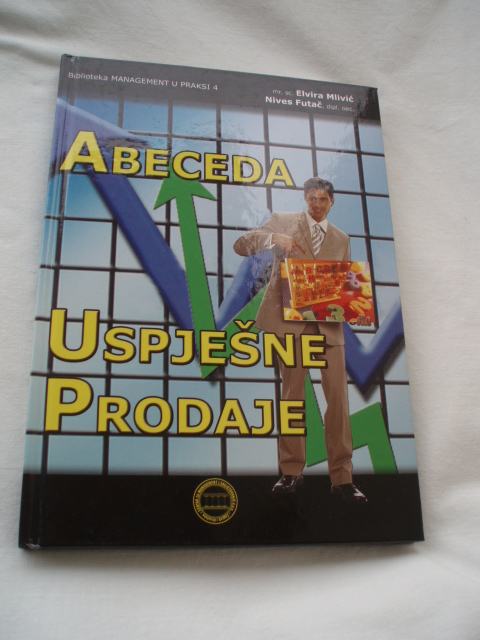 Biblioteka MANAGEMENT U PRAKSI 4
mr. sc. Elvira Mlivić
Nives Futač, dipl. oec.
ABECEDA
USPJEŠNE
PRODAJE